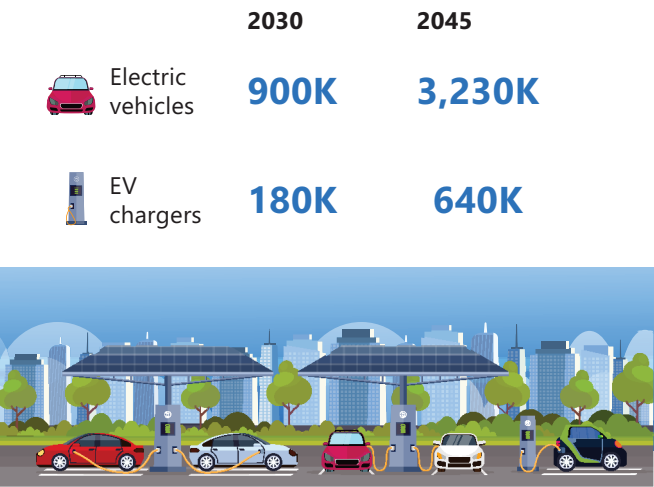 2030 2045
Electric
vehicles
900K 3,230K
EV
chargers
180K 640K